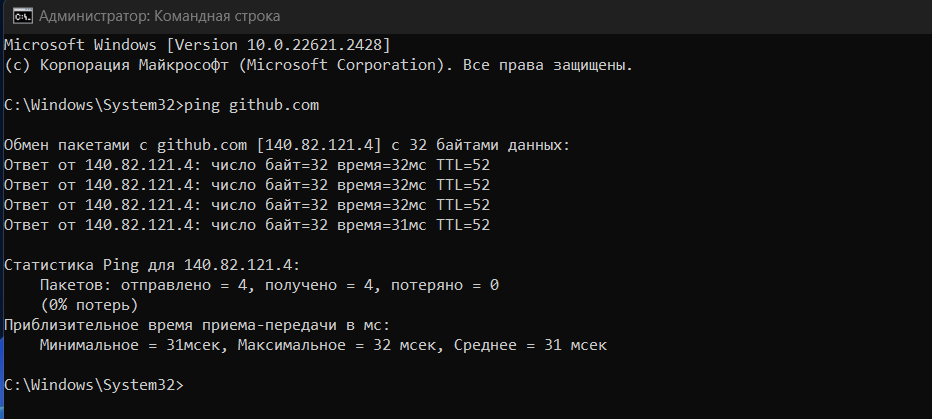 Администратор: Командная строка
Microsoft Windows [Version 10.0.22621.2428]
(c) Корпорация Майкрософт (Microsoft Corporation). Все права защищены.
C:\Windows\System32>ping github.com
Обмен пакетами с github.com [140.82.121.4] с 32 байтами данных:
Ответ от 140.82.121.4: число байт=32 время=32мс TTL=52
Ответ от 140.82.121.4: число байт=32 время=32мс TTL=52
Ответ от 140.82.121.4: число байт=32 время=32мс TTL=52
Ответ от 140.82.121.4: число байт=32 время=31мс TTL=52
Статистика Ping для 140.82.121.4:
    Пакетов: отправлено = 4, получено = 4, потеряно = 0
    (0% потерь)
Приблизительное время приема-передачи в мс:
    Минимальное = 31мсек, Максимальное = 32 мсек, Среднее = 31 мсек
C:\Windows\System32>